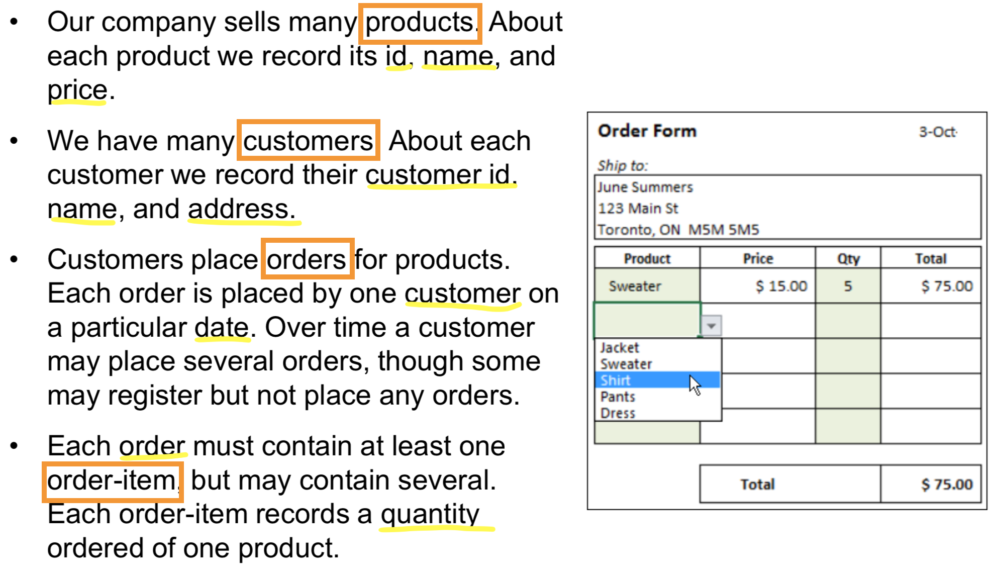 • Our company sells many products. About
each product we record its id, name, and
price.
• We have many customers. About each
customer we record their customer id,
name, and address.
• Customers place orders for products.
Each order is placed by one customer on
a particular date. Over time a customer
may place several orders, though some
may register but not place any orders.
• Each order must contain at least one
order-item, but may contain several.
Each order-item records a quantity
ordered of one product.
Order Form 3-Oct-
Ship to:
June Summers
123 Main St
Toronto, ON M5M 5M5
Product Price Qty Total
Sweater $ 15.00 5 $ 75.00
Jacket
Sweater
Shirt
Pants
Dress
Total $ 75.00